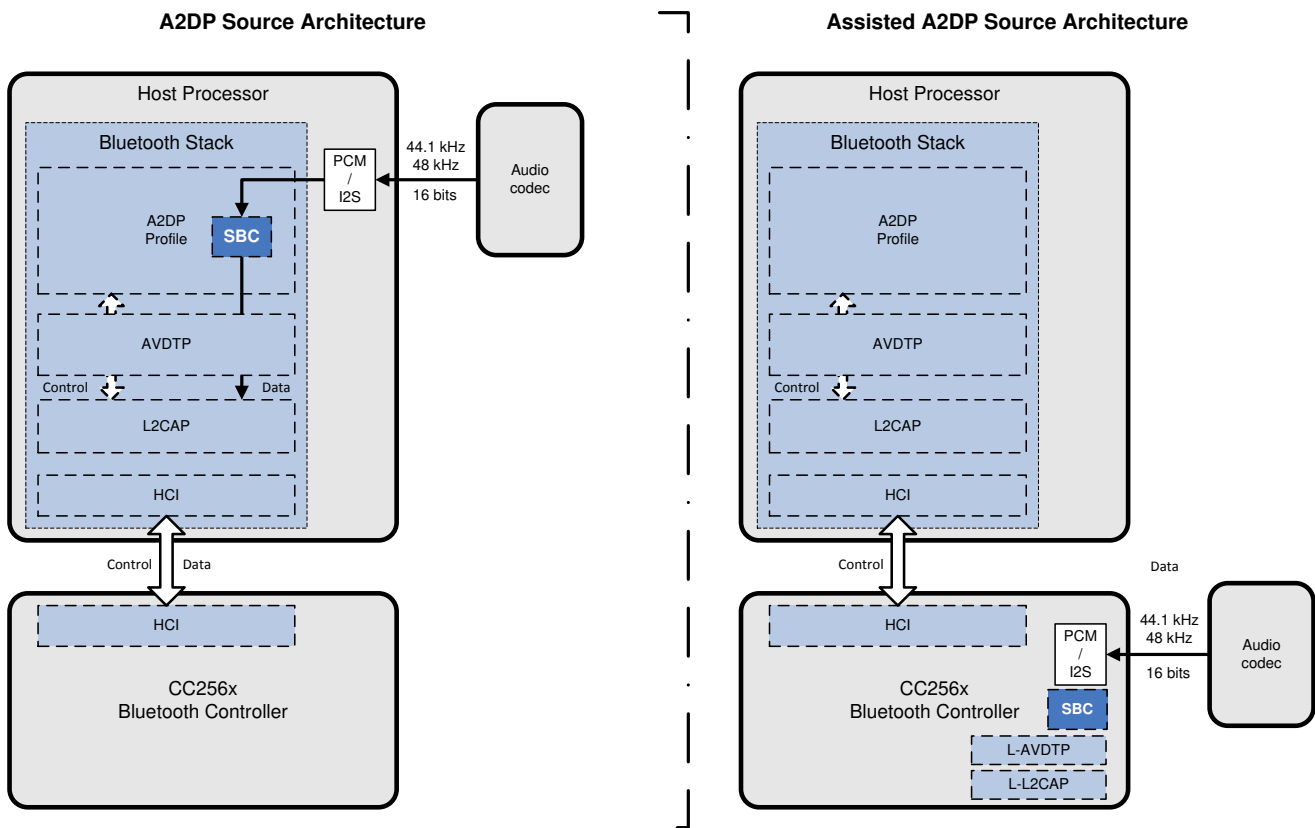 A2DP Source Architecture
Host Processor
Bluetooth Stack
A2DP
Profile
SBC
PCM
/
I2S
44.1 kHz
48 kHz
16 bits
Audio
codec
AVDTP
Control
Data
L2CAP
HCI
Control
Data
HCI
CC256x
Bluetooth Controller
Assisted A2DP Source Architecture
Host Processor
Bluetooth Stack
A2DP
Profile
AVDTP
Control
L2CAP
HCI
Control
Data
HCI
PCM
/
I2S
44.1 kHz
48 kHz
16 bits
Audio
codec
CC256x
Bluetooth Controller
SBC
L-AVDTP
L-L2CAP